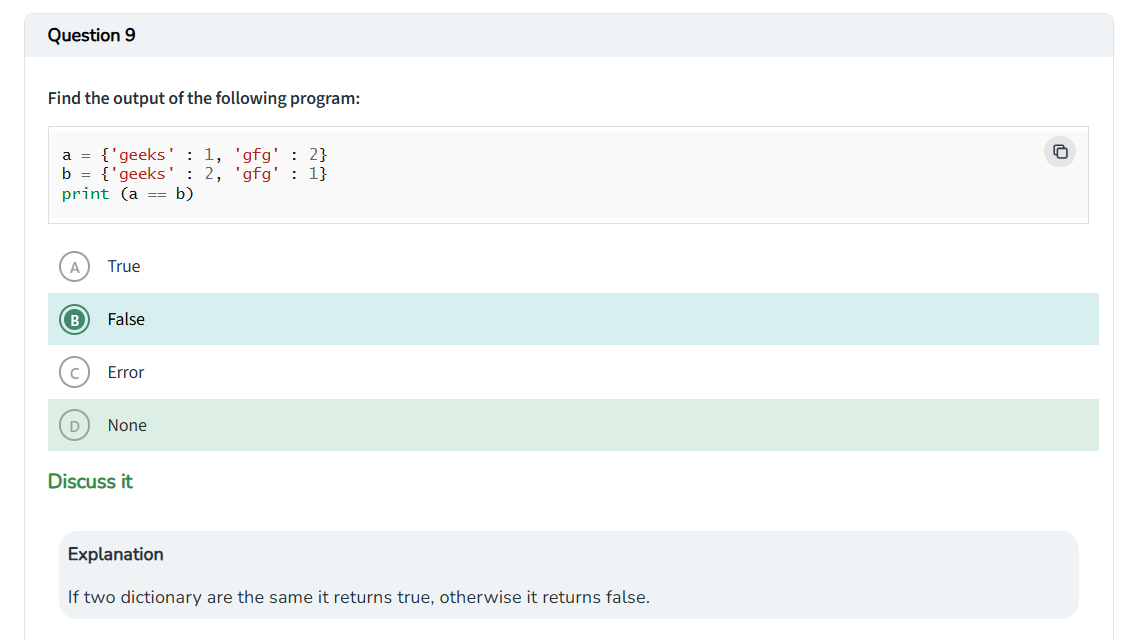 Question 9
Find the output of the following program:
a = {'geeks' : 1, 'gfg' : 2}
b = {'geeks' : 2, 'gfg' : 1}
print (a == b)
A True
B False
C Error
D None
Discuss it
Explanation
If two dictionary are the same it returns true, otherwise it returns false.